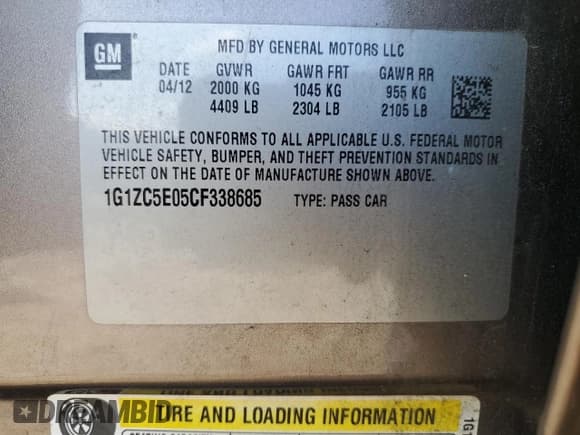 GM
MFD BY GENERAL MOTORS LLC
DATE GVWR GAWR FRT GAWR RR
04/12 2000 KG 1045 KG 955 KG
4409 LB 2304 LB 2105 LB
THIS VEHICLE CONFORMS TO ALL APPLICABLE U.S. FEDERAL MOTOR
VEHICLE SAFETY, BUMPER, AND THEFT PREVENTION STANDARDS IN
EFFECT ON THE DATE OF MANUFACTURE SHOWN ABOVE.
1G1ZC5E05CF338685 TYPE: PASS CAR
TIRE AND LOADING INFORMATION